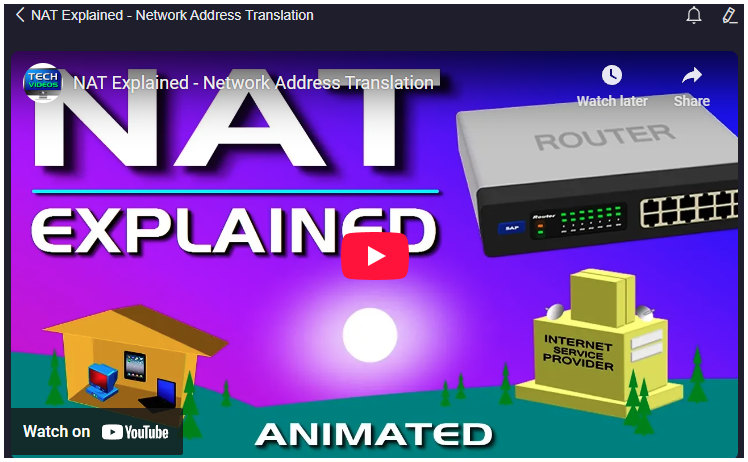 NAT Explained - Network Address Translation
TECH
VIDEOS
NAT Explained - Network Address Translation
Watch later
Share
NAT
EXPLAINED
ROUTER
Router
SAP
INTERNET
SERVICE
PROVIDER
Watch on YouTube
ANIMATED